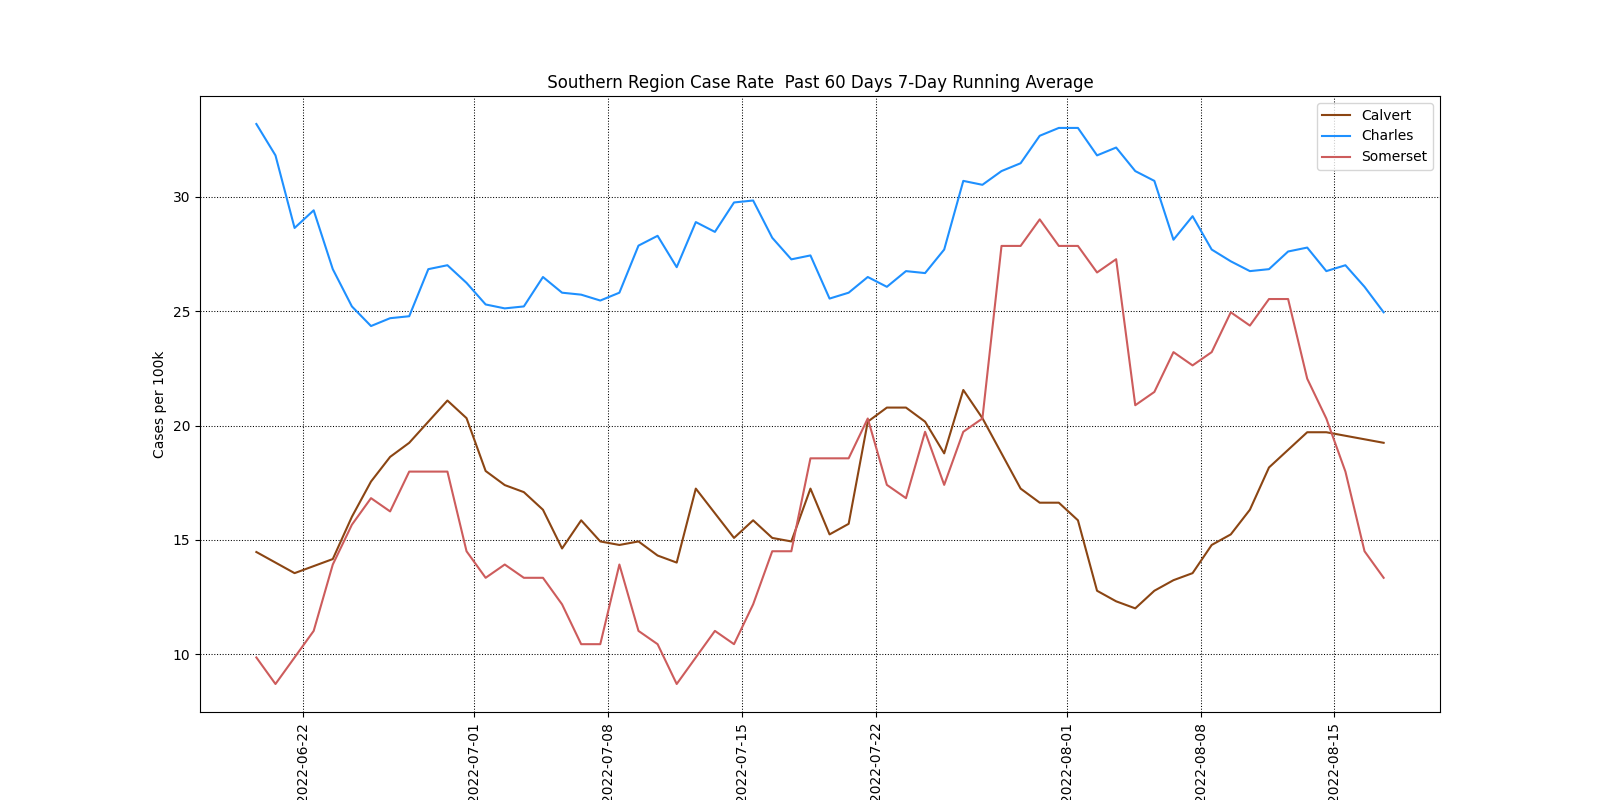 Southern Region Case Rate  Past 60 Days 7-Day Running Average
Calvert
Charles
Somerset
Cases per 100k
30
25
20
15
10
2022-06-22
2022-07-01
2022-07-08
2022-07-15
2022-07-22
2022-08-01
2022-08-08
2022-08-15